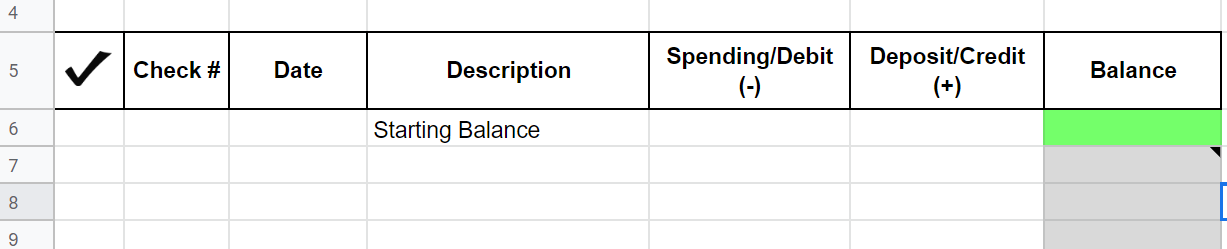 4
5 ✓ Check # Date Description Spending/Debit (-) Deposit/Credit (+) Balance
6 Starting Balance
7
8
9